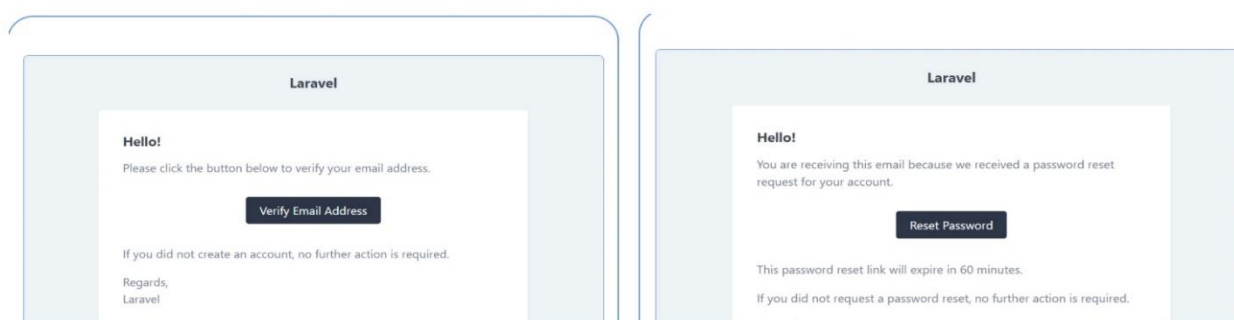 Laravel
Hello!
Please click the button below to verify your email address.
Verify Email Address
If you did not create an account, no further action is required.
Regards,
Laravel
Laravel
Hello!
You are receiving this email because we received a password reset
request for your account.
Reset Password
This password reset link will expire in 60 minutes.
If you did not request a password reset, no further action is required.